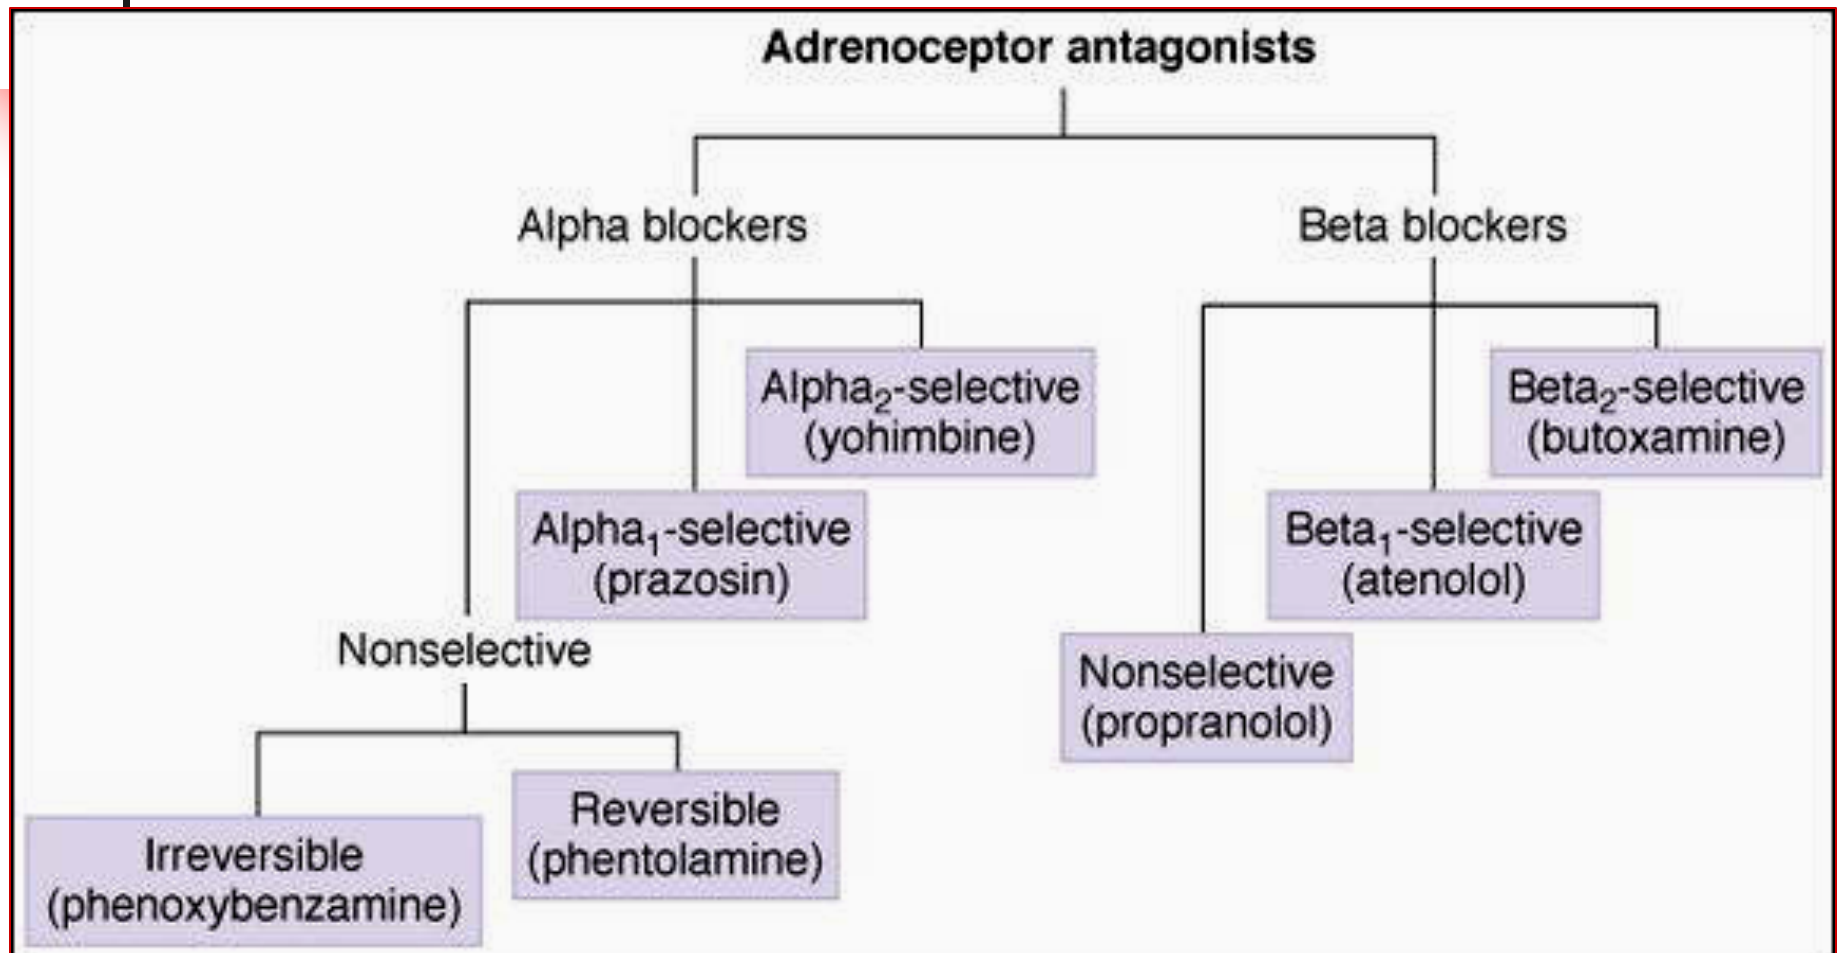 Adrenoceptor antagonists
Alpha blockers
Beta blockers
Alpha₂-selective
(yohimbine)
Beta₂-selective
(butoxamine)
Alpha₁-selective
(prazosin)
Beta₁-selective
(atenolol)
Nonselective
Nonselective
(propranolol)
Reversible
(phentolamine)
Irreversible
(phenoxybenzamine)